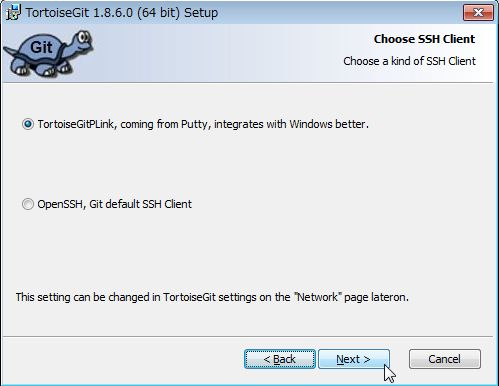 TortoiseGit 1.8.6.0 (64 bit) Setup
Git
Choose SSH Client
Choose a kind of SSH Client
TortoiseGitPLink, coming from Putty, integrates with Windows better.
OpenSSH, Git default SSH Client
This setting can be changed in TortoiseGit settings on the "Network" page lateron.
< Back
Next >
Cancel